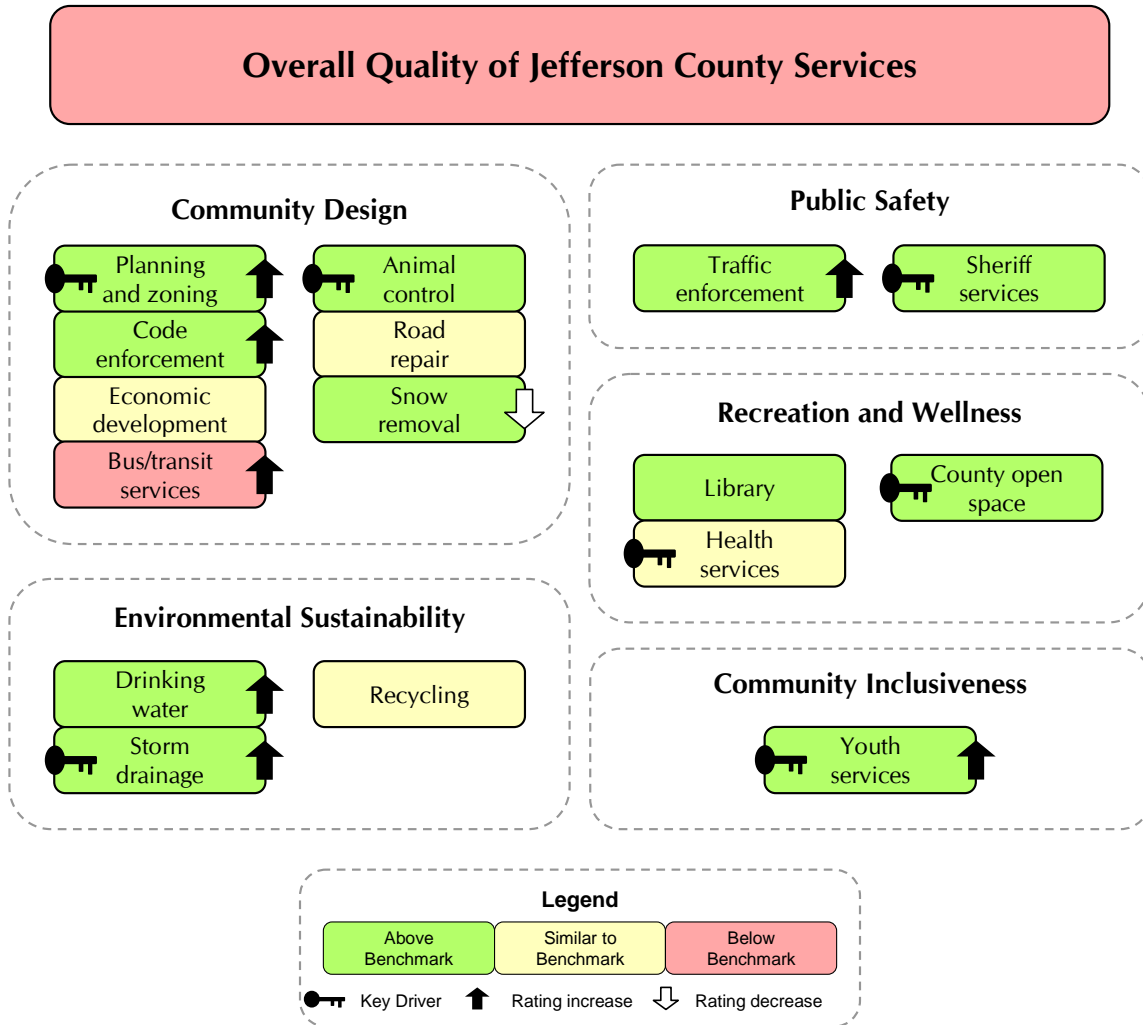 Overall Quality of Jefferson County Services
Community Design
Planning
and zoning
Code
enforcement
Economic
development
Bus/transit
services
Animal
control
Road
repair
Snow
removal
Public Safety
Traffic
enforcement
Sheriff
services
Recreation and Wellness
Library
Health
services
County open
space
Environmental Sustainability
Drinking
water
Storm
drainage
Recycling
Community Inclusiveness
Youth
services
Legend
Above
Benchmark
Similar to
Benchmark
Below
Benchmark
Key Driver
Rating increase
Rating decrease